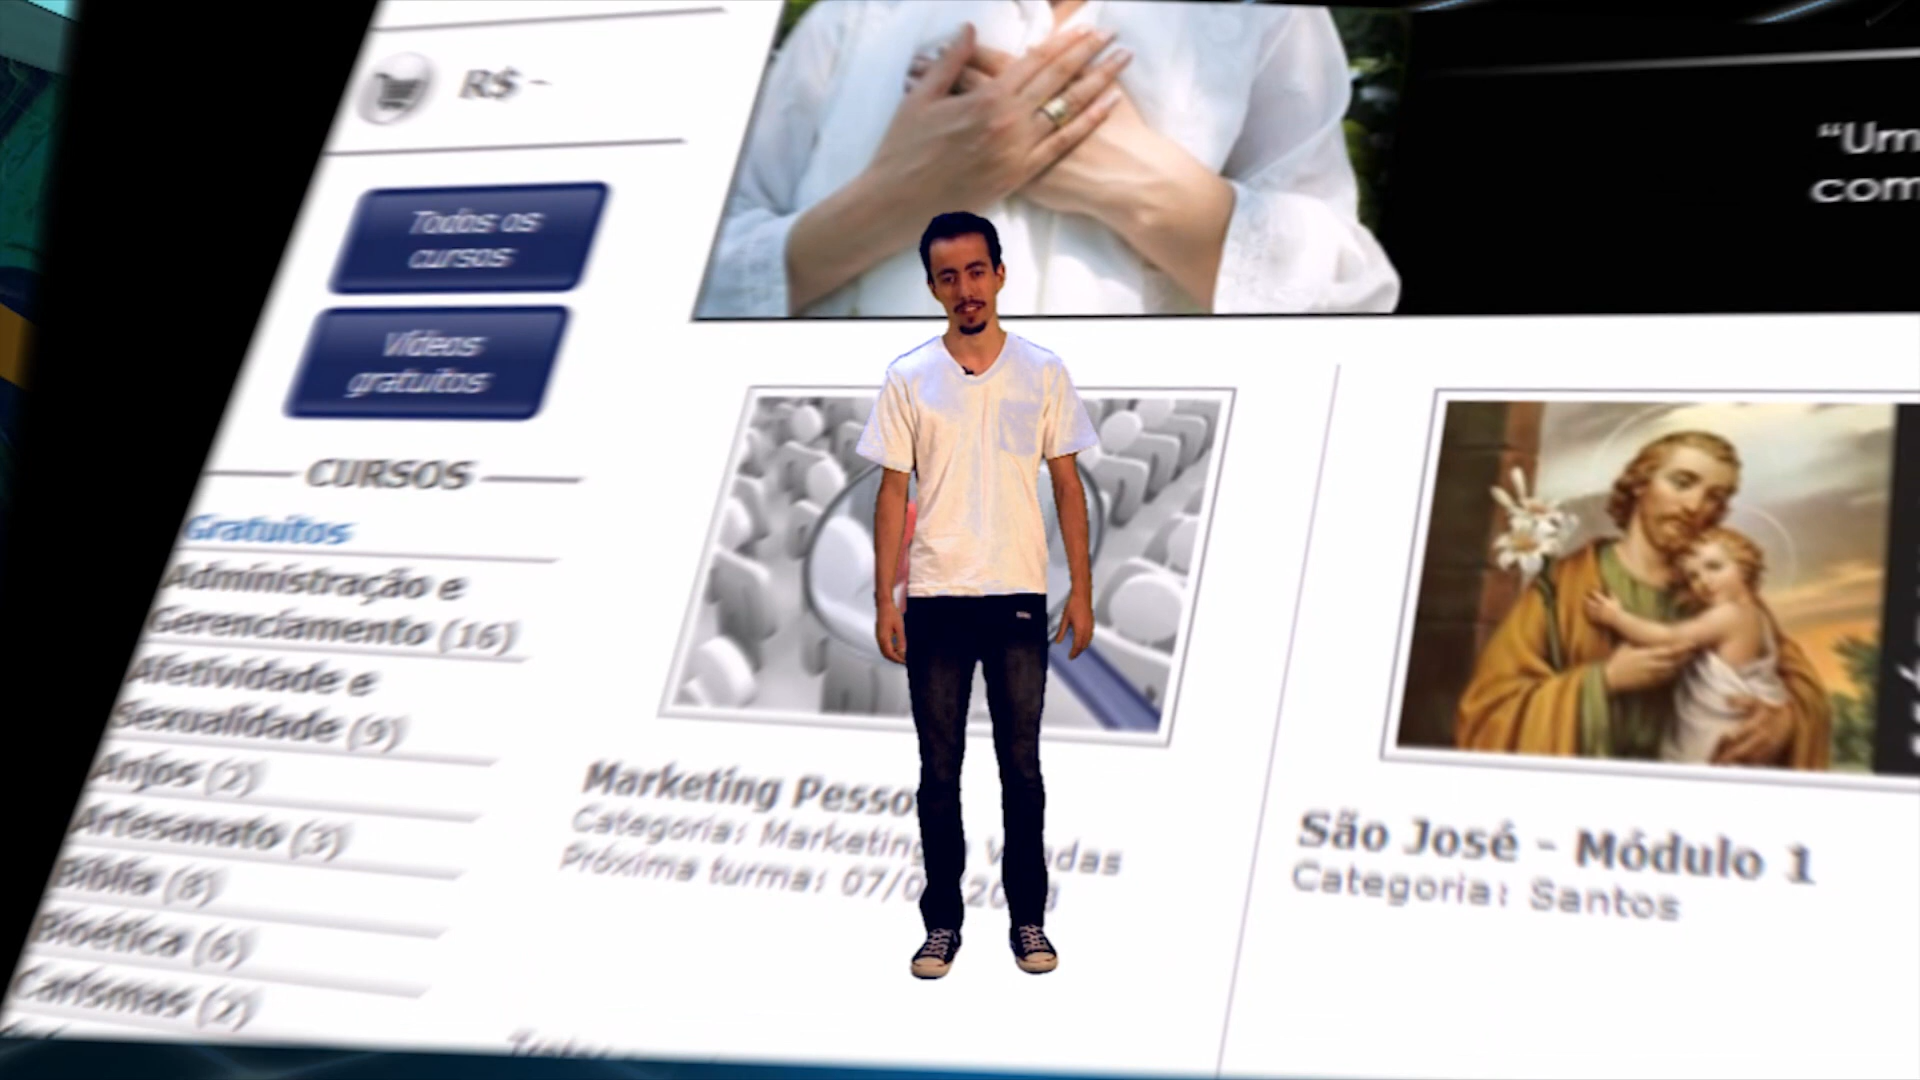 R$ -
Todos os
cursos
Vídeos
gratuitos
CURSOS
Gratuitos
Administração e
Gerenciamento (16)
Afetividade e
Sexualidade (9)
Anjos (2)
Artesanato (3)
Bíblia (8)
Bioética (6)
Carismas (2)
“Um
com
Marketing Pesso
Categoria: Marketing Vendas
Próxima turma: 07/0
São José - Módulo 1
Categoria: Santos